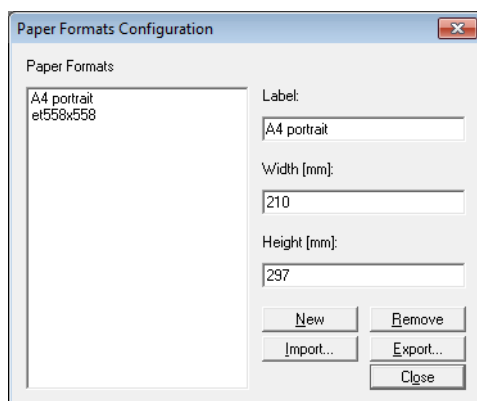 Paper Formats Configuration
Paper Formats
A4 portrait
et558x558
Label:
A4 portrait
Width [mm]:
210
Height [mm]:
297
New
Remove
Import...
Export...
Close